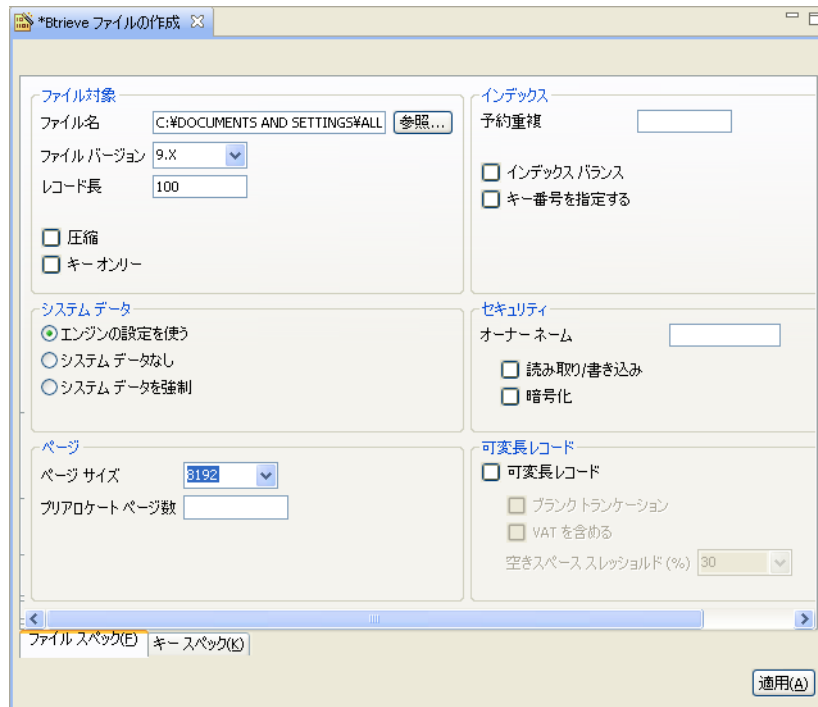 *Btrieve ファイルの作成
ファイル対象
ファイル名 C:¥DOCUMENTS AND SETTINGS¥ALL 参照...
ファイル バージョン 9.X
レコード長 100
圧縮
キー オンリー
インデックス
予約重複
インデックス バランス
キー番号を指定する
システム データ
エンジンの設定を使う
システム データなし
システム データを強制
セキュリティ
オーナー ネーム
読み取り/書き込み
暗号化
ページ
ページ サイズ 8192
プリアロケート ページ数
可変長レコード
可変長レコード
ブランク トランケーション
VAT を含める
空きスペース スレッショルド (%) 30
ファイル スペック(F) キー スペック(K)
適用(A)